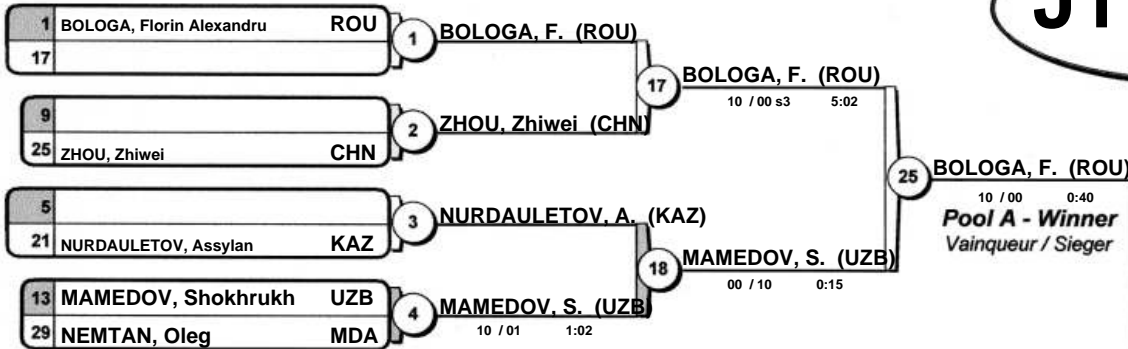 1 BOLOGA, Florin Alexandru ROU
17
1 BOLOGA, F. (ROU)
9
25 ZHOU, Zhiwei CHN
2 ZHOU, Zhiwei (CHN)
17 BOLOGA, F. (ROU)
10 / 00 s3 5:02
5
21 NURDAULETOV, Assylan KAZ
3 NURDAULETOV, A. (KAZ)
13 MAMEDOV, Shokhrukh UZB
29 NEMTAN, Oleg MDA
4 MAMEDOV, S. (UZB)
10 / 01 1:02
18 MAMEDOV, S. (UZB)
00 / 10 0:15
25 BOLOGA, F. (ROU)
10 / 00 0:40
Pool A - Winner
Vainqueur / Sieger